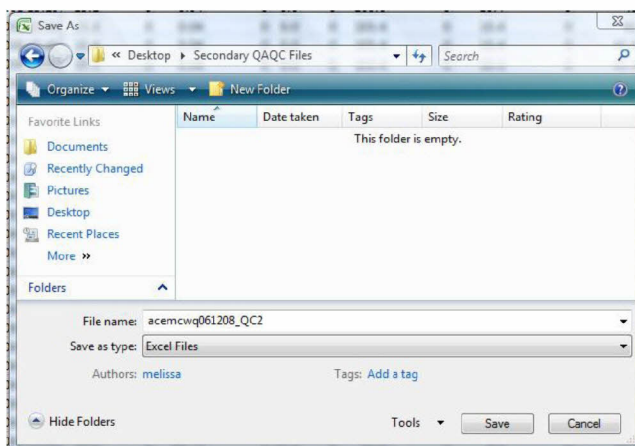 Save As
« Desktop ▸ Secondary QAQC Files
Search
Organize Views New Folder
Favorite Links
Name Date taken Tags Size Rating
This folder is empty.
Documents
Recently Changed
Pictures
Desktop
Recent Places
More »
Folders
File name: acemcwq061208_QC2
Save as type: Excel Files
Authors: melissa Tags: Add a tag
Hide Folders Tools Save Cancel